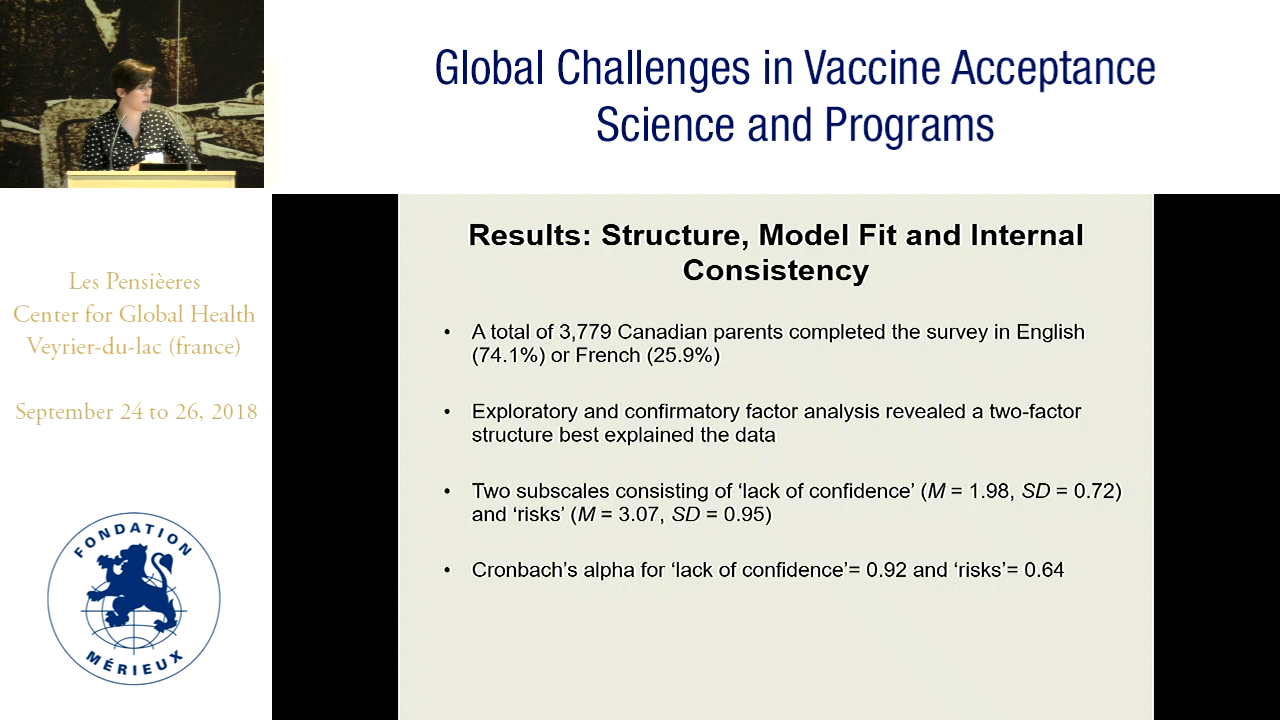 Global Challenges in Vaccine Acceptance
Science and Programs
Les Pensièeres
Center for Global Health
Veyrier-du-lac (france)
September 24 to 26, 2018
FONDATION
MÉRIEUX
Results: Structure, Model Fit and Internal
Consistency
• A total of 3,779 Canadian parents completed the survey in English
(74.1%) or French (25.9%)
• Exploratory and confirmatory factor analysis revealed a two-factor
structure best explained the data
• Two subscales consisting of ‘lack of confidence’ (M = 1.98, SD = 0.72)
and ‘risks’ (M = 3.07, SD = 0.95)
• Cronbach’s alpha for ‘lack of confidence’= 0.92 and ‘risks’= 0.64